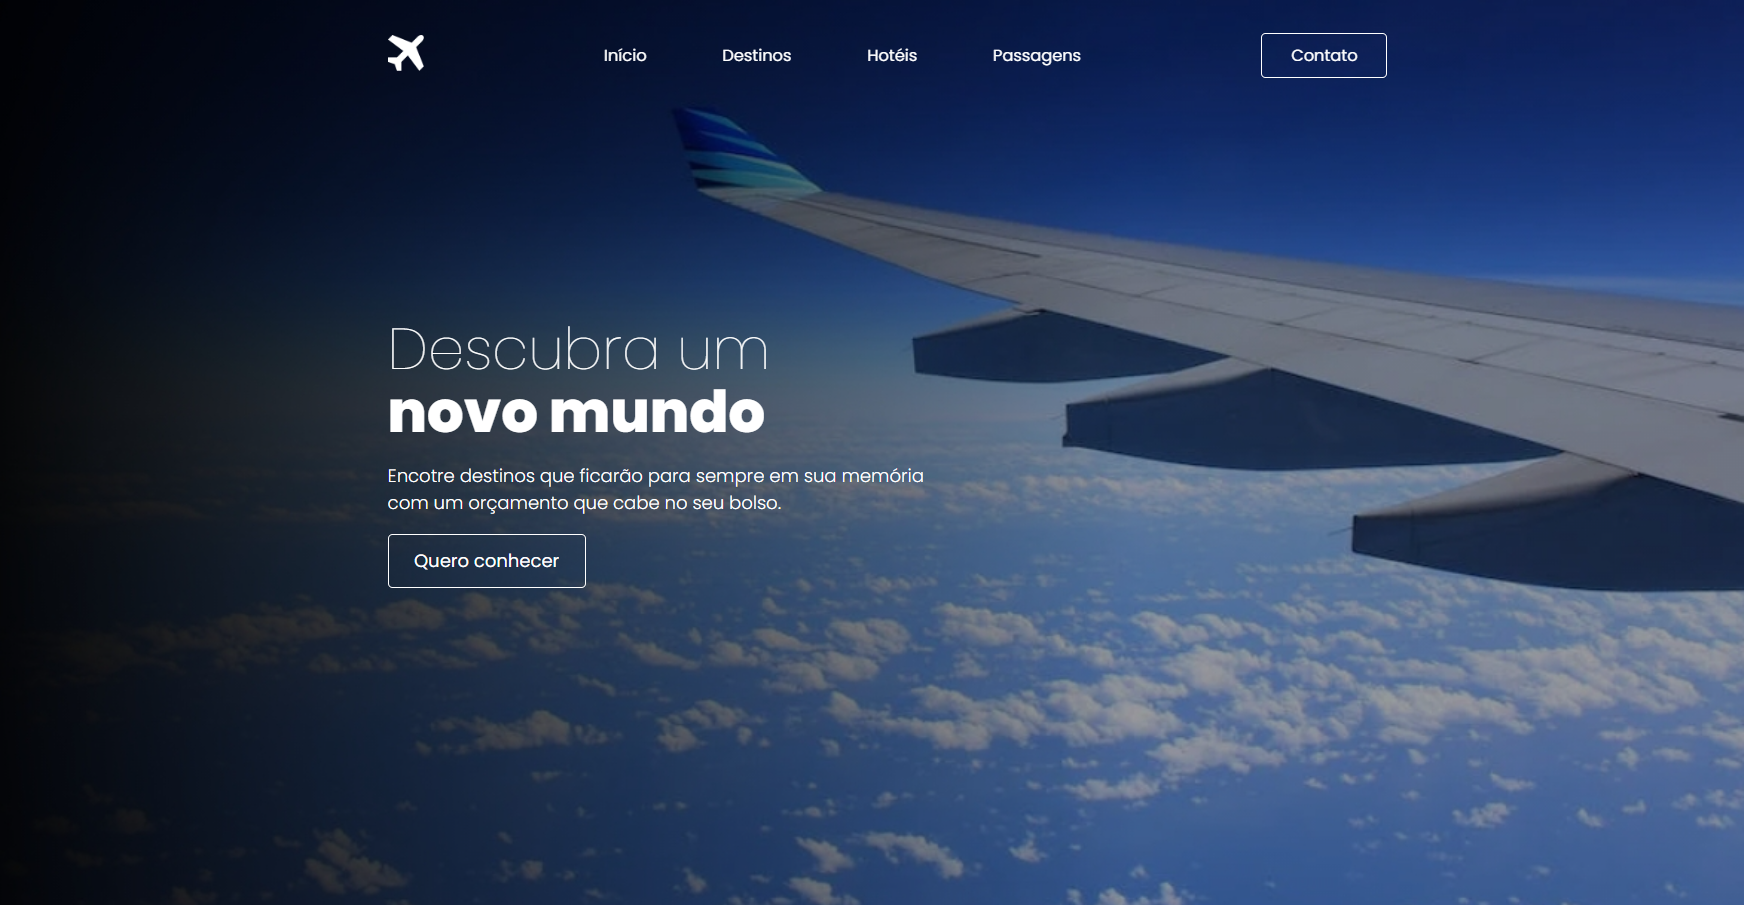 Início Destinos Hotéis Passagens Contato
Descubra um
novo mundo
Encotre destinos que ficarão para sempre em sua memória
com um orçamento que cabe no seu bolso.
Quero conhecer